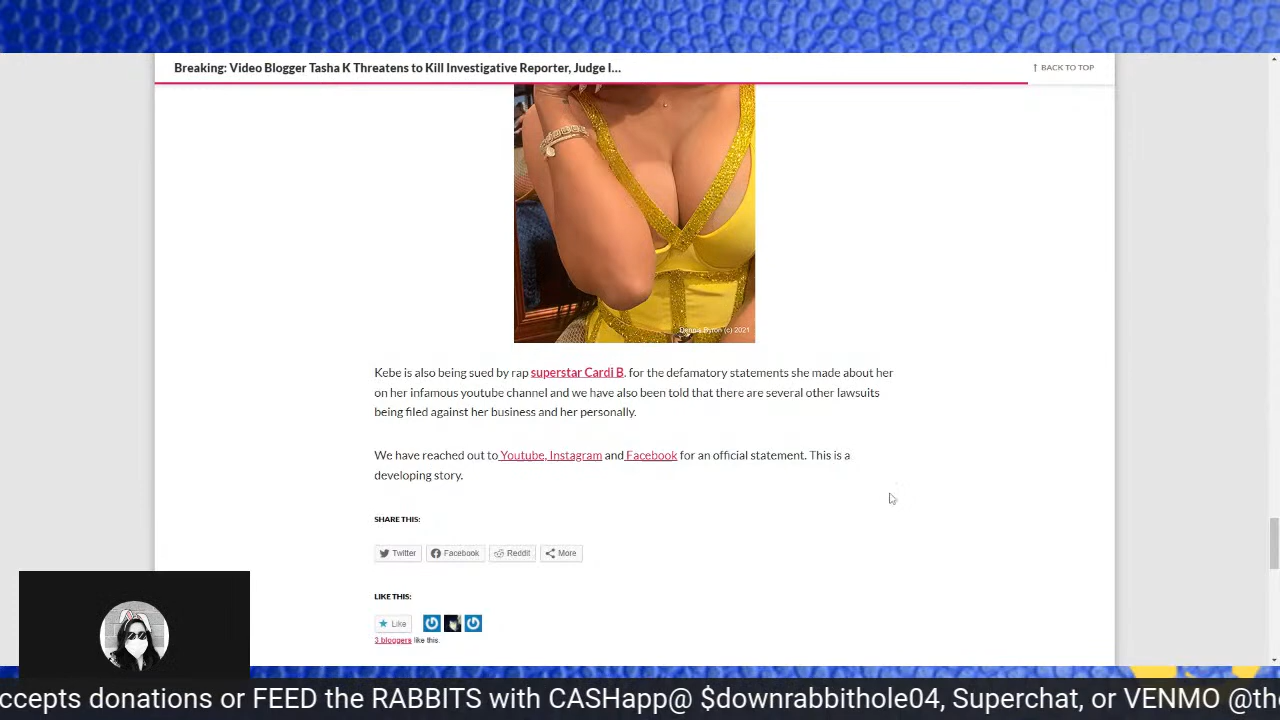 Breaking: Video Blogger Tasha K Threatens to Kill Investigative Reporter, Judge I...
↑ BACK TO TOP
Dennis Byron (c) 2021
Kebe is also being sued by rap superstar Cardi B. for the defamatory statements she made about her
on her infamous youtube channel and we have also been told that there are several other lawsuits
being filed against her business and her personally.
We have reached out to Youtube, Instagram and Facebook for an official statement. This is a
developing story.
SHARE THIS:
Twitter Facebook Reddit More
LIKE THIS:
Like
3 bloggers like this.
ccepts donations or FEED the RABBITS with CASHapp@ $downrabbithole04, Superchat, or VENMO @th